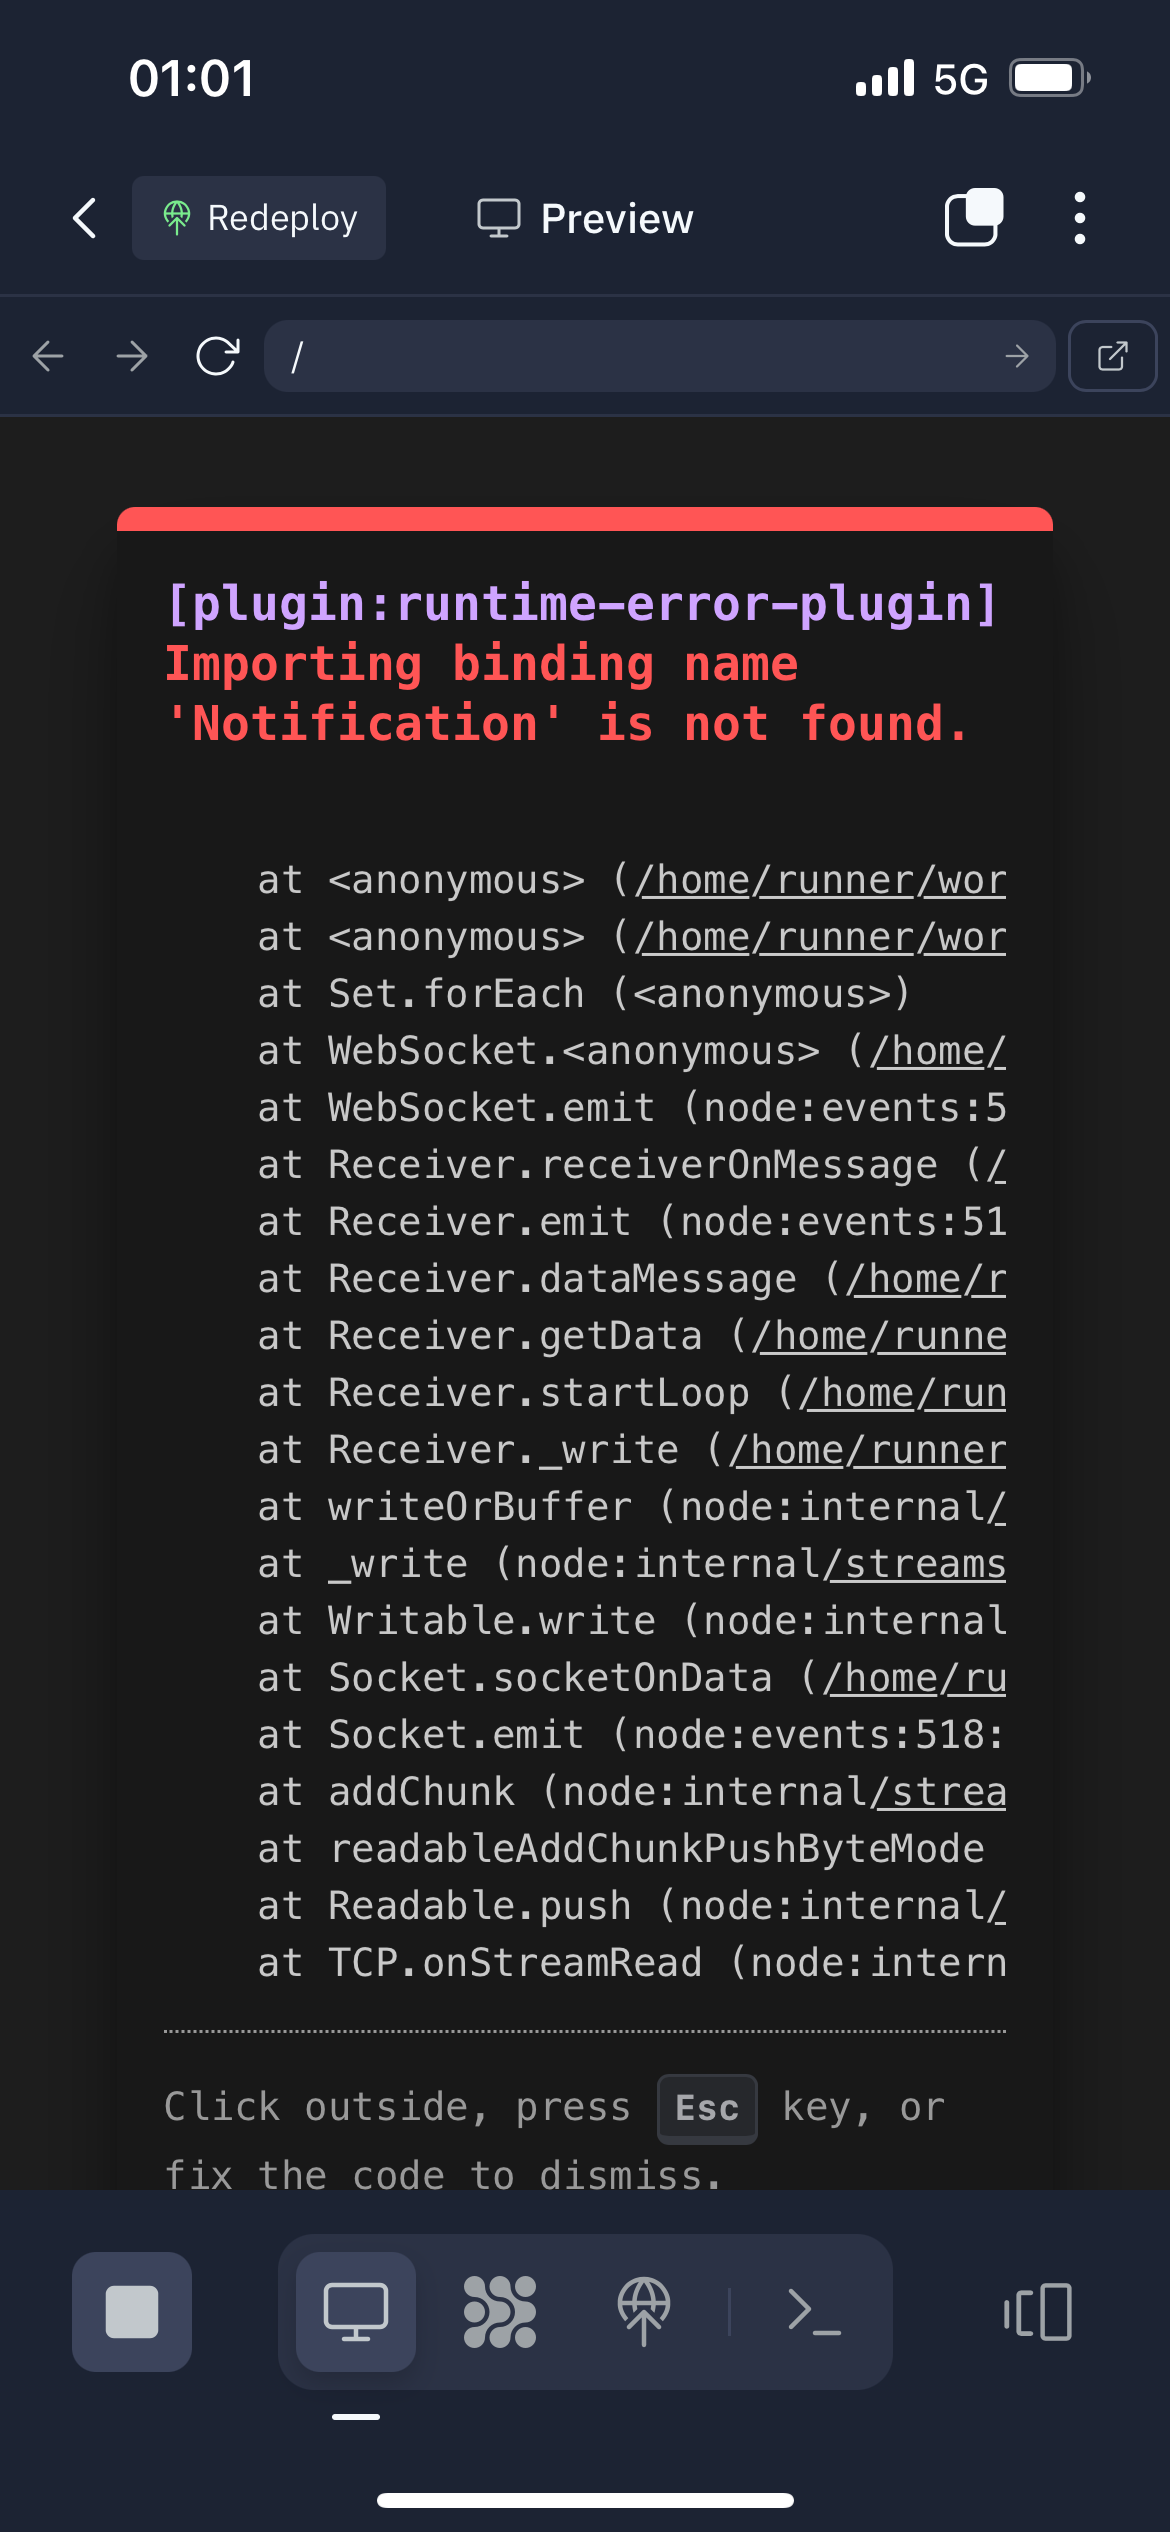 01:01
5G
Redeploy
Preview
/
[plugin:runtime-error-plugin]
Importing binding name
'Notification' is not found.
at <anonymous> (/home/runner/wor
at <anonymous> (/home/runner/wor
at Set.forEach (<anonymous>)
at WebSocket.<anonymous> (/home/
at WebSocket.emit (node:events:5
at Receiver.receiverOnMessage (/
at Receiver.emit (node:events:51
at Receiver.dataMessage (/home/r
at Receiver.getData (/home/runne
at Receiver.startLoop (/home/run
at Receiver._write (/home/runner
at writeOrBuffer (node:internal/
at _write (node:internal/streams
at Writable.write (node:internal
at Socket.socketOnData (/home/ru
at Socket.emit (node:events:518:
at addChunk (node:internal/strea
at readableAddChunkPushByteMode
at Readable.push (node:internal/
at TCP.onStreamRead (node:intern
Click outside, press Esc key, or
fix the code to dismiss.